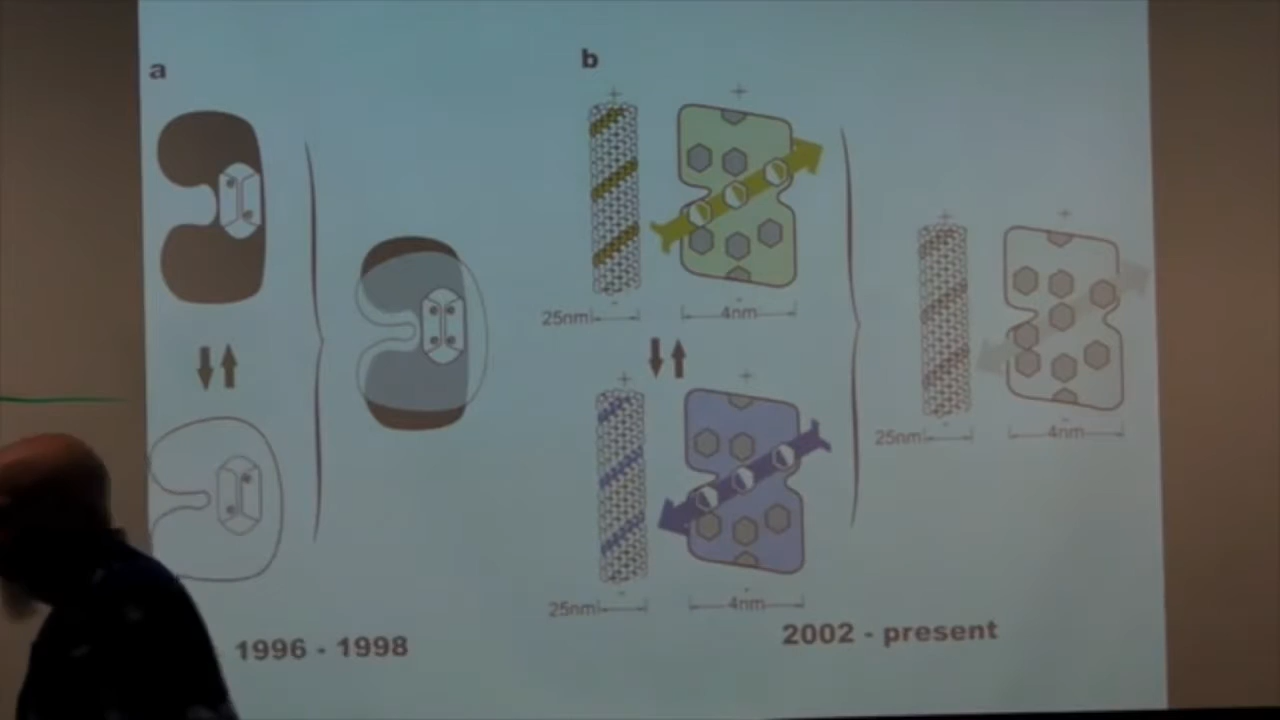 a
b
+
+
-
-
25nm
4nm
+
+
-
-
25nm
4nm
+
+
-
-
25nm
4nm
1996 - 1998
2002 - present